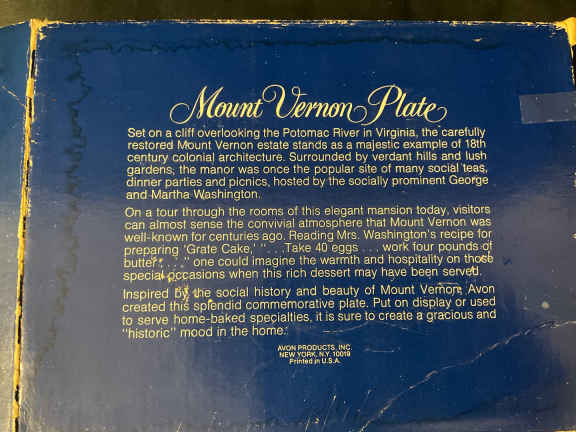 Mount Vernon Plate
Set on a cliff overlooking the Potomac River in Virginia, the carefully
restored Mount Vernon estate stands as a majestic example of 18th
century colonial architecture. Surrounded by verdant hills and lush
gardens, the manor was once the popular site of many social teas,
dinner parties and picnics, hosted by the socially prominent George
and Martha Washington.
On a tour through the rooms of this elegant mansion today, visitors
can almost sense the convivial atmosphere that Mount Vernon was
well-known for centuries ago. Reading Mrs. Washington's recipe for
preparing 'Grate Cake,' ". . .Take 40 eggs . . . work four pounds of
butter . . . ." one could imagine the warmth and hospitality on those
special occasions when this rich dessert may have been served.
Inspired by the social history and beauty of Mount Vernon, Avon
created this splendid commemorative plate. Put on display or used
to serve home-baked specialties, it is sure to create a gracious and
"historic" mood in the home.
AVON PRODUCTS, INC.
NEW YORK, N.Y. 10019
Printed in U.S.A.